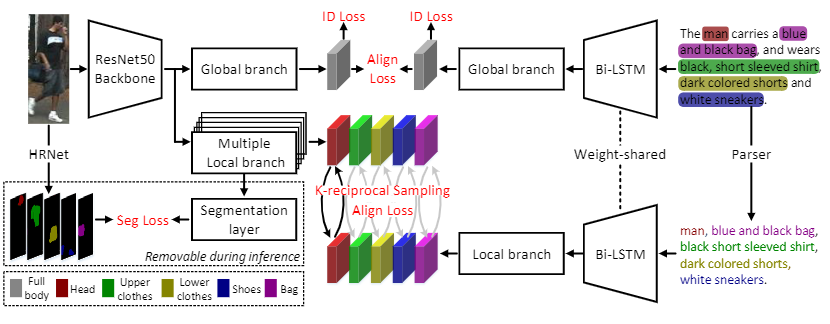 ID Loss
ID Loss
ResNet50
Backbone
Global branch
Align
Loss
Global branch
Bi-LSTM
The man carries a blue
and black bag, and wears
black, short sleeved shirt,
dark colored shorts and
white sneakers.
HRNet
Multiple
Local branch
Weight-shared
Parser
K-reciprocal Sampling
Align Loss
Seg Loss
Segmentation
layer
Removable during inference
Local branch
Bi-LSTM
man, blue and black bag,
black short sleeved shirt,
dark colored shorts,
white sneakers.
Full
body
Head
Upper
clothes
Lower
clothes
Shoes
Bag